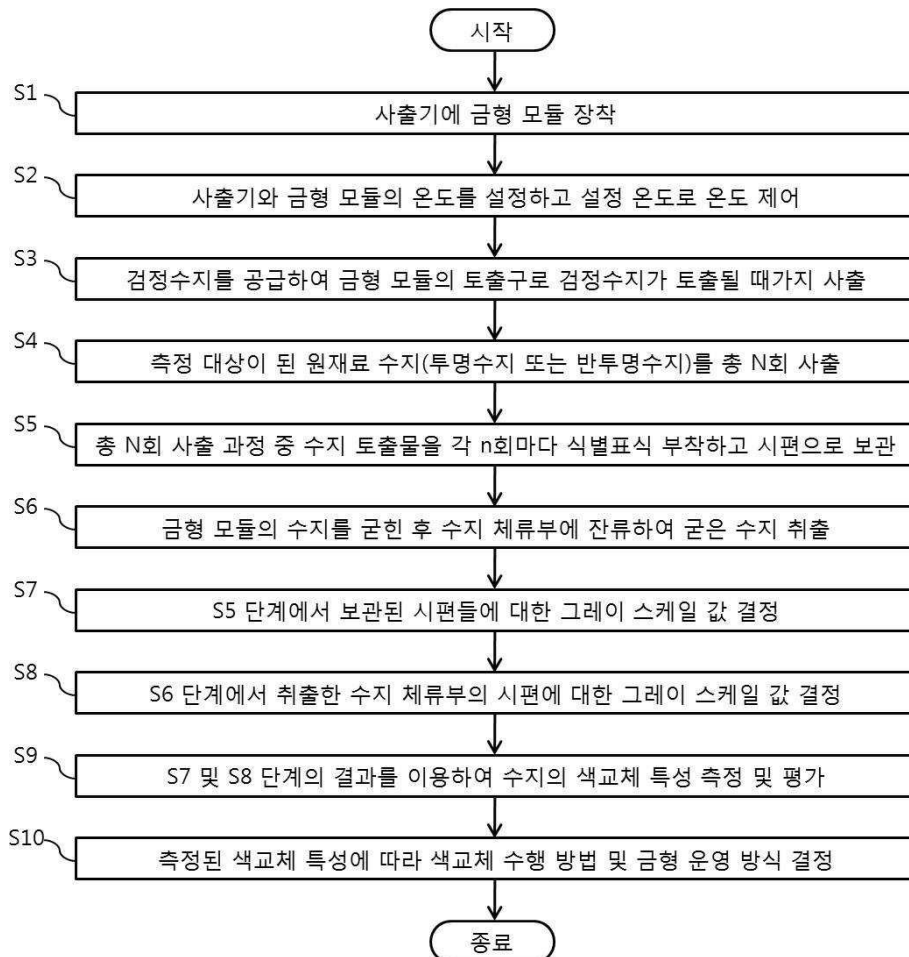 시작
S1
사출기에 금형 모듈 장착
S2
사출기와 금형 모듈의 온도를 설정하고 설정 온도로 온도 제어
S3
검정수지를 공급하여 금형 모듈의 토출구로 검정수지가 토출될 때가지 사출
S4
측정 대상이 된 원재료 수지(투명수지 또는 반투명수지)를 총 N회 사출
S5
총 N회 사출 과정 중 수지 토출물을 각 n회마다 식별표식 부착하고 시편으로 보관
S6
금형 모듈의 수지를 굳힌 후 수지 체류부에 잔류하여 굳은 수지 취출
S7
S5 단계에서 보관된 시편들에 대한 그레이 스케일 값 결정
S8
S6 단계에서 취출한 수지 체류부의 시편에 대한 그레이 스케일 값 결정
S9
S7 및 S8 단계의 결과를 이용하여 수지의 색교체 특성 측정 및 평가
S10
측정된 색교체 특성에 따라 색교체 수행 방법 및 금형 운영 방식 결정
종료